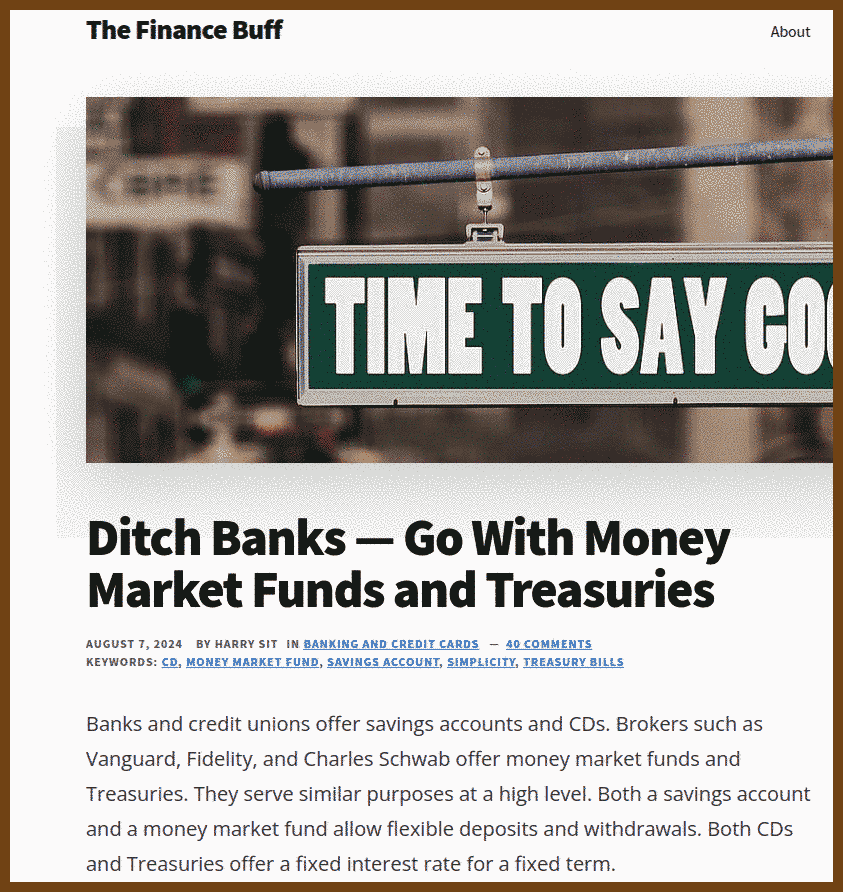 The Finance Buff
About
TIME TO SAY
Ditch Banks — Go With Money
Market Funds and Treasuries
AUGUST 7, 2024 BY HARRY SIT IN BANKING AND CREDIT CARDS — 40 COMMENTS
KEYWORDS: CD, MONEY MARKET FUND, SAVINGS ACCOUNT, SIMPLICITY, TREASURY BILLS
Banks and credit unions offer savings accounts and CDs. Brokers such as
Vanguard, Fidelity, and Charles Schwab offer money market funds and
Treasuries. They serve similar purposes at a high level. Both a savings account
and a money market fund allow flexible deposits and withdrawals. Both CDs
and Treasuries offer a fixed interest rate for a fixed term.